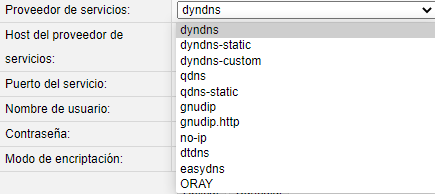 Proveedor de servicios:
dyndns
dyndns
Host del proveedor de
servicios:
dyndns-static
dyndns-custom
qdns
Puerto del servicio:
qdns-static
gnudip
Nombre de usuario:
gnudip.http
no-ip
Contraseña:
dtdns
Modo de encriptación:
easydns
ORAY